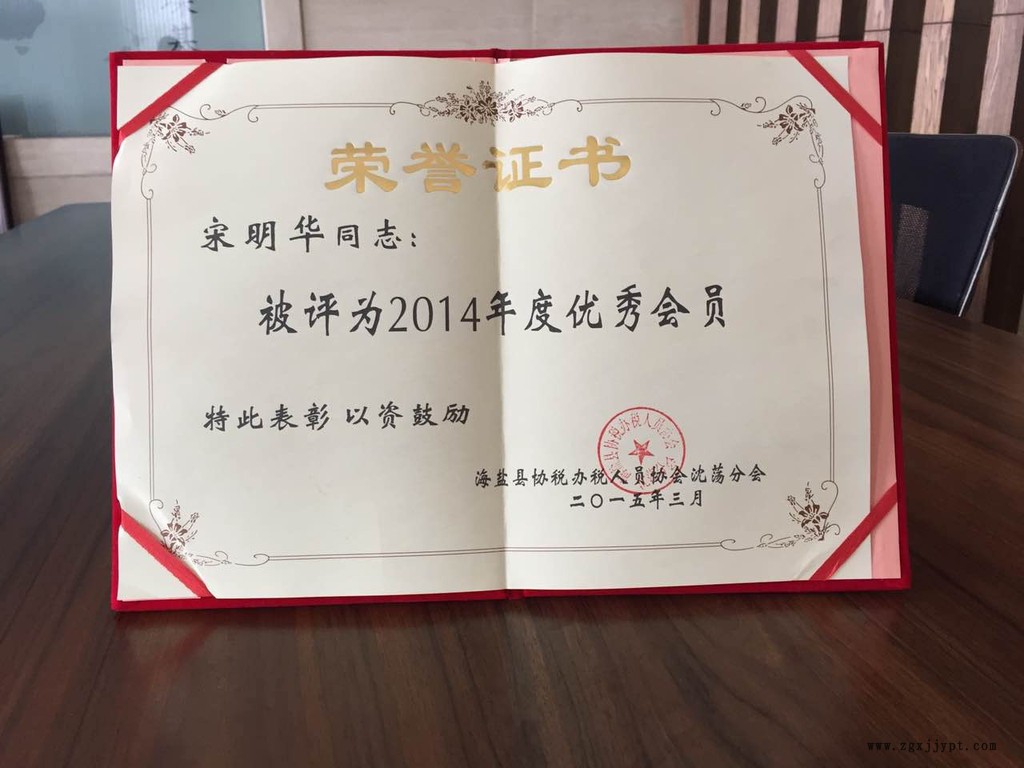 荣誉证书
宋明华同志：
被评为2014年度优秀会员
特此表彰 以资鼓励
海盐县协税办税人员协会沈荡分会
二〇一五年三月
www.zgxjjypt.com